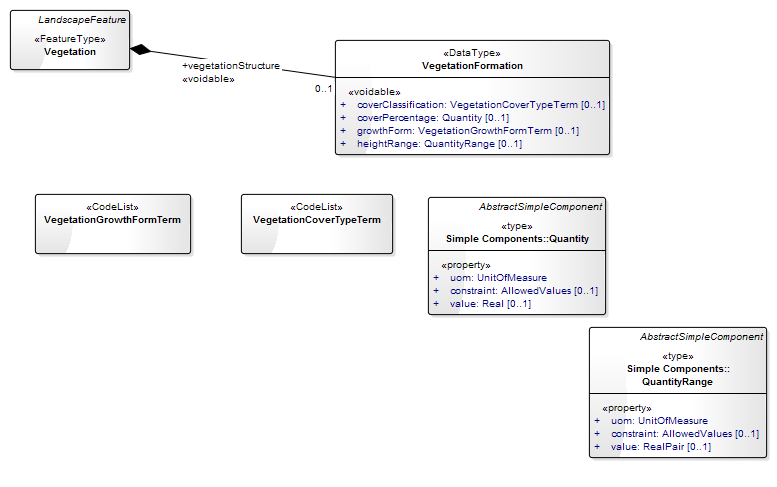 LandscapeFeature
«FeatureType»
Vegetation
+vegetationStructure
«voidable»
0..1
«DataType»
VegetationFormation
«voidable»
+ coverClassification: VegetationCoverTypeTerm [0..1]
+ coverPercentage: Quantity [0..1]
+ growthForm: VegetationGrowthFormTerm [0..1]
+ heightRange: QuantityRange [0..1]
«CodeList»
VegetationGrowthFormTerm
«CodeList»
VegetationCoverTypeTerm
AbstractSimpleComponent
«type»
Simple Components::Quantity
«property»
+ uom: UnitOfMeasure
+ constraint: AllowedValues [0..1]
+ value: Real [0..1]
AbstractSimpleComponent
«type»
Simple Components::
QuantityRange
«property»
+ uom: UnitOfMeasure
+ constraint: AllowedValues [0..1]
+ value: RealPair [0..1]